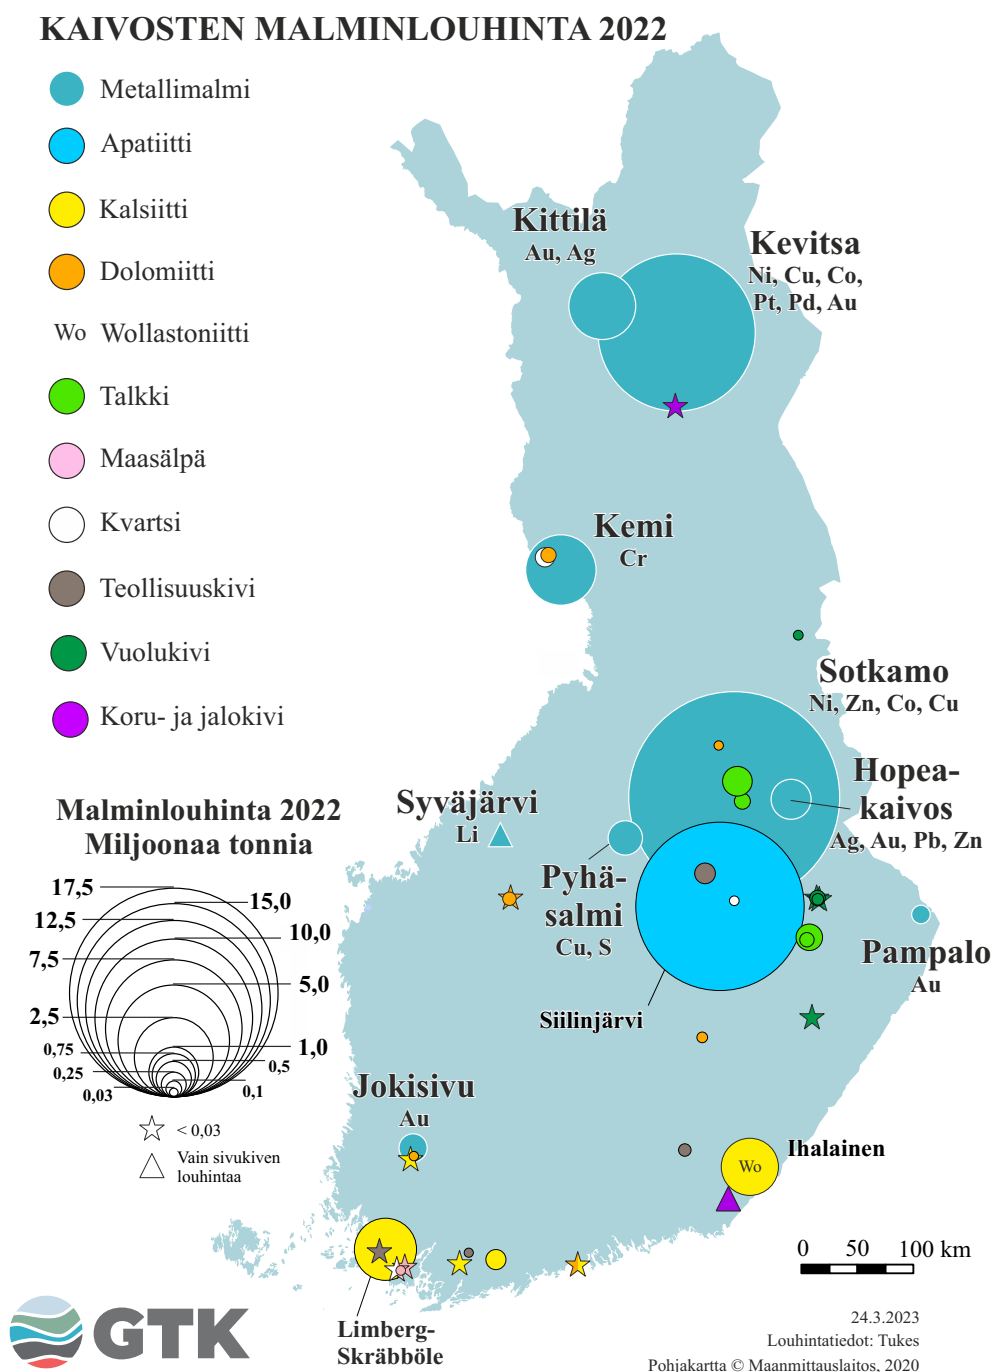 KAIVOSTEN MALMINLOUHINTA 2022
Metallimalmi
Apatiitti
Kalsiitti
Dolomiitti
Wo Wollastoniitti
Talkki
Maasälpä
Kvartsi
Teollisuuskivi
Vuolukivi
Koru- ja jalokivi
Kittilä
Au, Ag
Kevitsa
Ni, Cu, Co,
Pt, Pd, Au
Kemi
Cr
Sotkamo
Ni, Zn, Co, Cu
Hopea-
kaivos
Ag, Au, Pb, Zn
Syväjärvi
Li
Pyhä-
salmi
Cu, S
Pampalo
Au
Siilinjärvi
Jokisivu
Au
Ihalainen
Wo
Limberg-
Skräbböle
Malminlouhinta 2022
Miljoonaa tonnia
17,5
15,0
12,5
10,0
7,5
5,0
2,5
1,0
0,75
0,5
0,25
0,1
0,03
< 0,03
Vain sivukiven
louhintaa
0 50 100 km
GTK
24.3.2023
Louhintatiedot: Tukes
Pohjakartta © Maanmittauslaitos, 2020